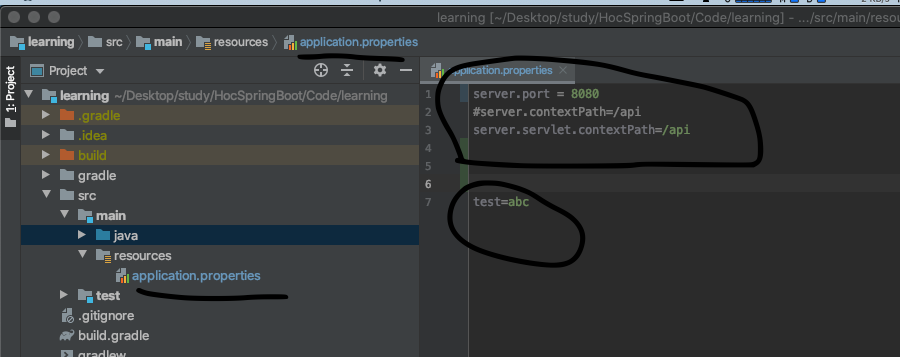 learning [~/Desktop/study/HocSpringBoot/Code/learning] – .../src/main/resou
learning src main resources application.properties
1: Project
Project
application.properties
learning ~/Desktop/study/HocSpringBoot/Code/learning
.gradle
.idea
build
gradle
src
main
java
resources
application.properties
test
.gitignore
build.gradle
gradlew
1 server.port = 8080
2 #server.contextPath=/api
3 server.servlet.contextPath=/api
4
5
6
7 test=abc